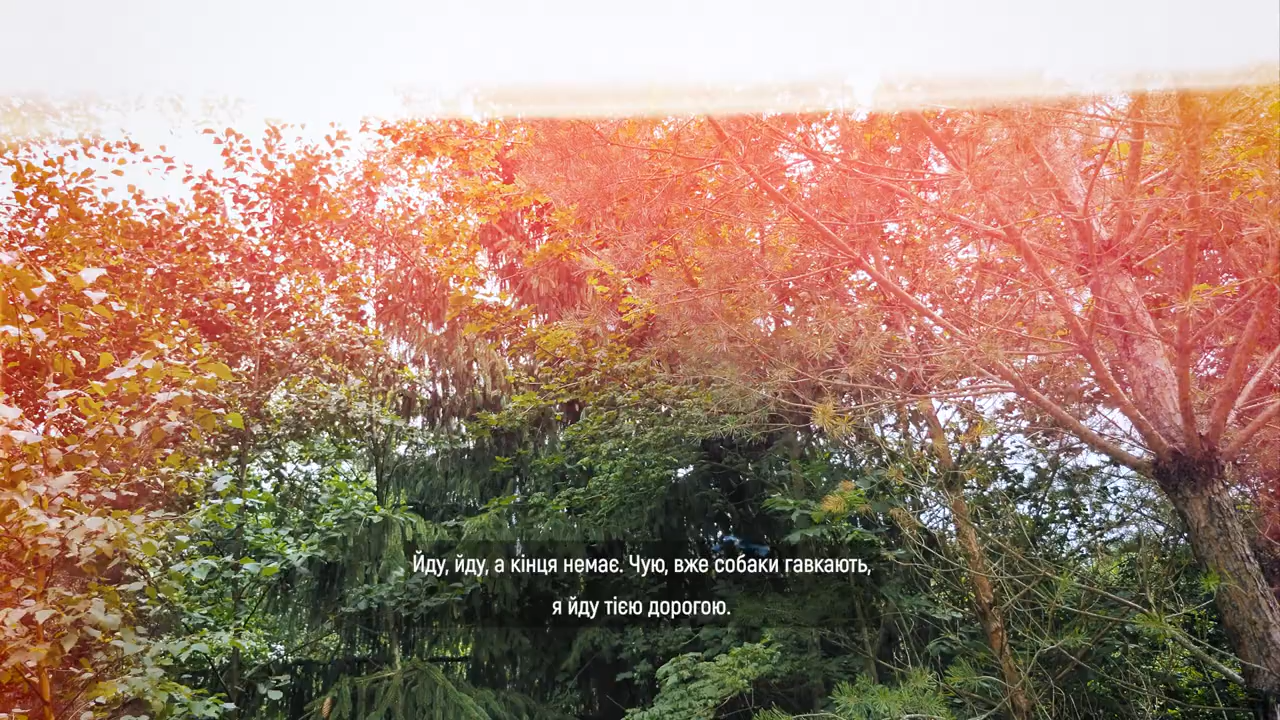 Йду, йду, а кінця немає. Чую, вже собаки гавкають,
я йду тією дорогою.